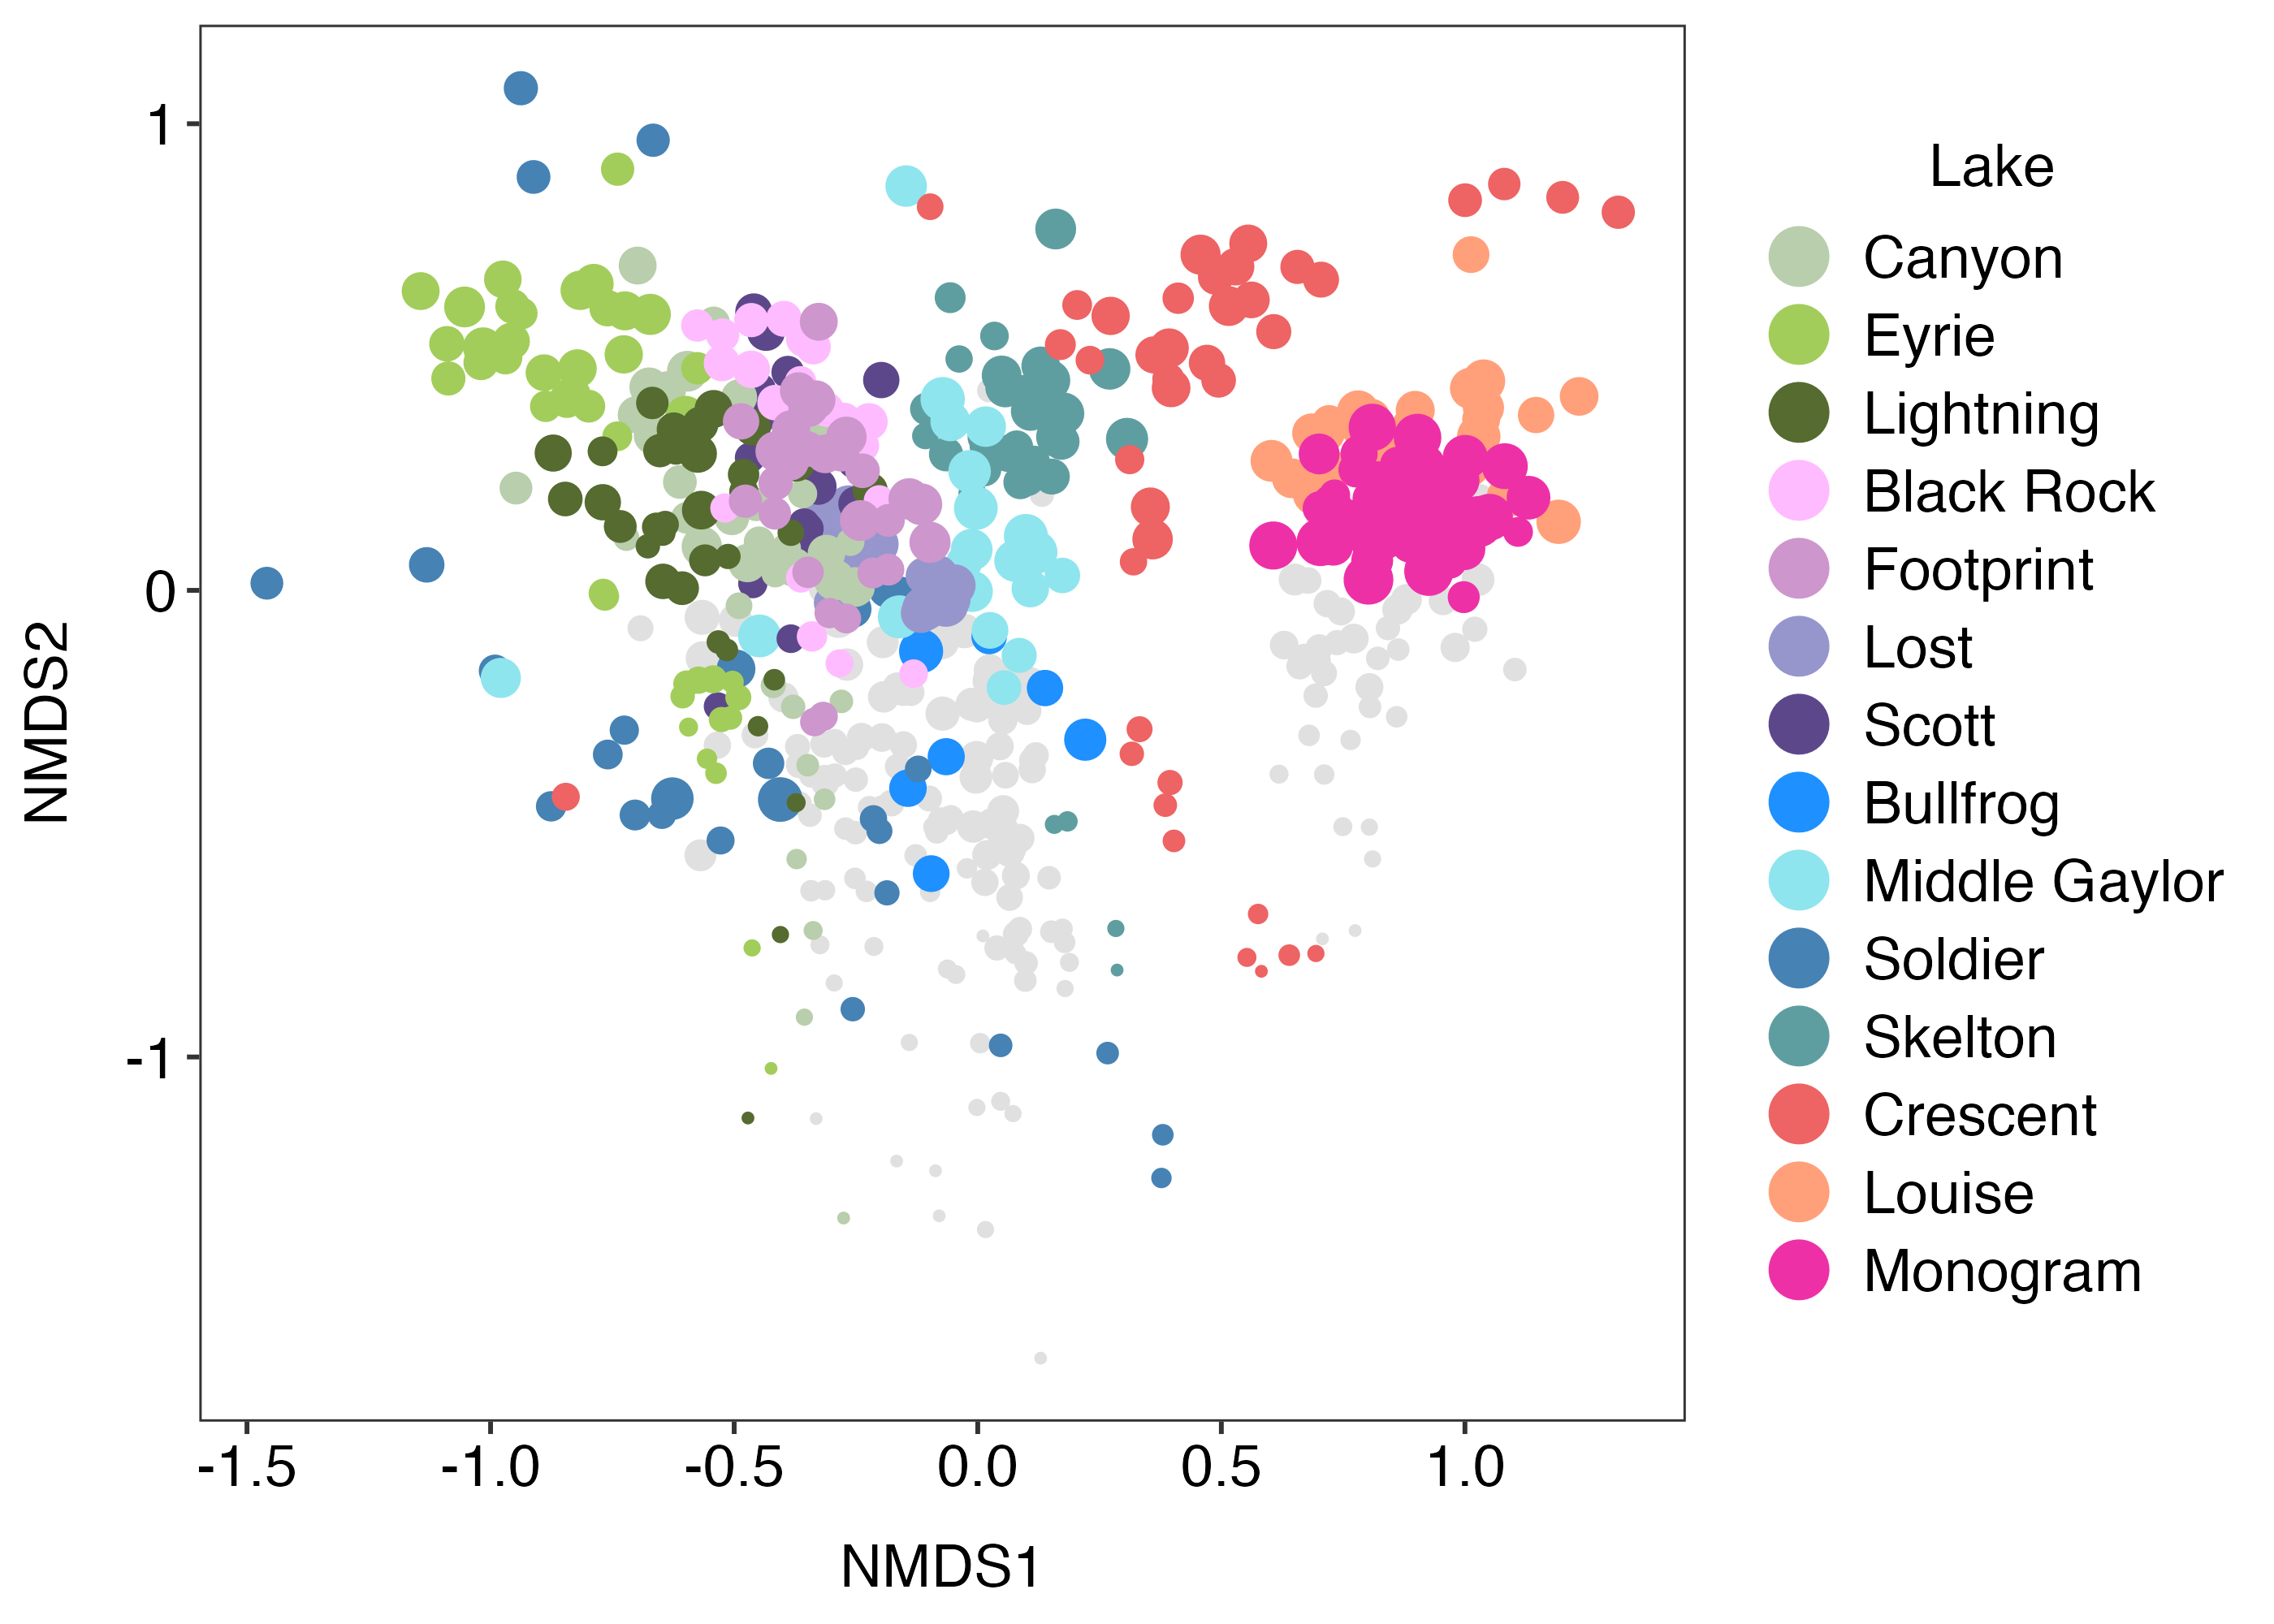 Lake
Canyon
Eyrie
Lightning
Black Rock
Footprint
Lost
Scott
Bullfrog
Middle Gaylor
Soldier
Skelton
Crescent
Louise
Monogram
NMDS2
1
0
-1
-1.5 -1.0 -0.5 0.0 0.5 1.0
NMDS1